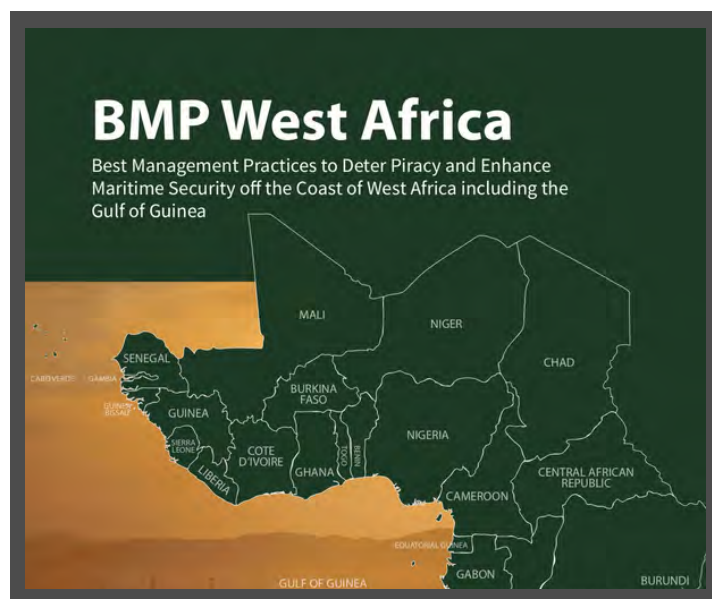 BMP West Africa
Best Management Practices to Deter Piracy and Enhance
Maritime Security off the Coast of West Africa including the
Gulf of Guinea
MALI
NIGER
CHAD
SENEGAL
CABO VERDE
GAMBIA
GUINEA
BISSAU
GUINEA
BURKINA
FASO
SIERRA
LEONE
LIBERIA
COTE
D'IVOIRE
GHANA
TOGO
BENIN
NIGERIA
CAMEROON
CENTRAL AFRICAN
REPUBLIC
EQUATORIAL GUINEA
GABON
GULF OF GUINEA
BURUNDI